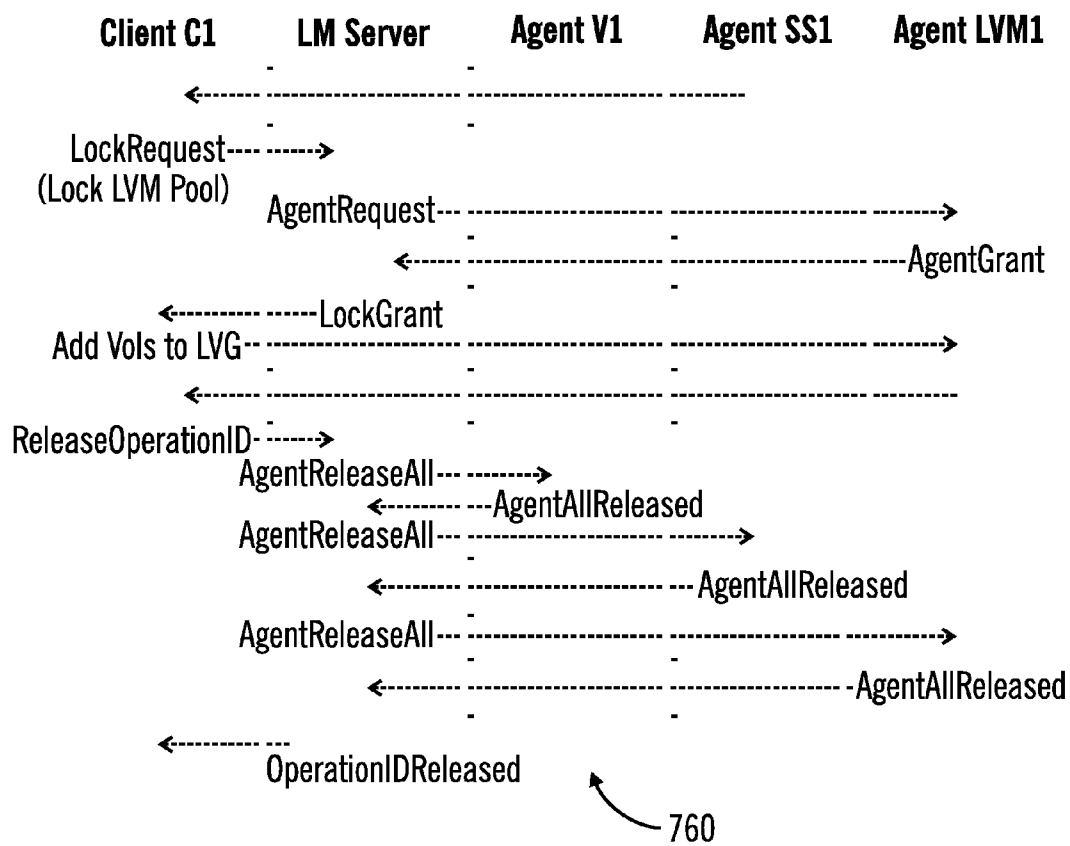 Client C1 LM Server Agent V1 Agent SS1 Agent LVM1
LockRequest
(Lock LVM Pool)
AgentRequest
AgentGrant
LockGrant
Add Vols to LVG
ReleaseOperationID
AgentReleaseAll
AgentAllReleased
AgentReleaseAll
AgentAllReleased
AgentReleaseAll
AgentAllReleased
OperationIDReleased
760